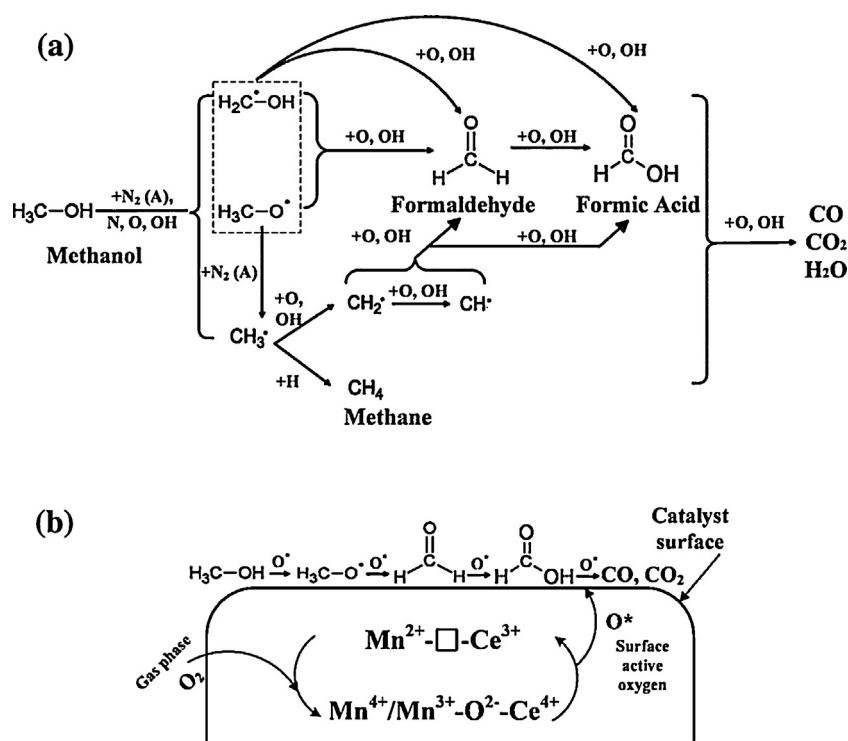 (a)
+O, OH
+O, OH
H₂C•–OH
+O, OH
O
+O, OH
O
H₃C–OH
+N₂ (A),
N, O, OH
H₃C–O•
C
H H
H C OH
Methanol
Formaldehyde
Formic Acid
+O, OH
CO
CO₂
H₂O
+N₂ (A)
+O, OH
+O, OH
+O,
OH
CH₂•
+O, OH
CH•
CH₃•
+H
CH₄
Methane
(b)
Catalyst
surface
H₃C–OH O* H₃C–O• O* O H H O* O H OH O* CO, CO₂
Mn²⁺-□-Ce³⁺
O*
Surface
active
oxygen
Gas phase
O₂
Mn⁴⁺/Mn³⁺-O²⁻-Ce⁴⁺